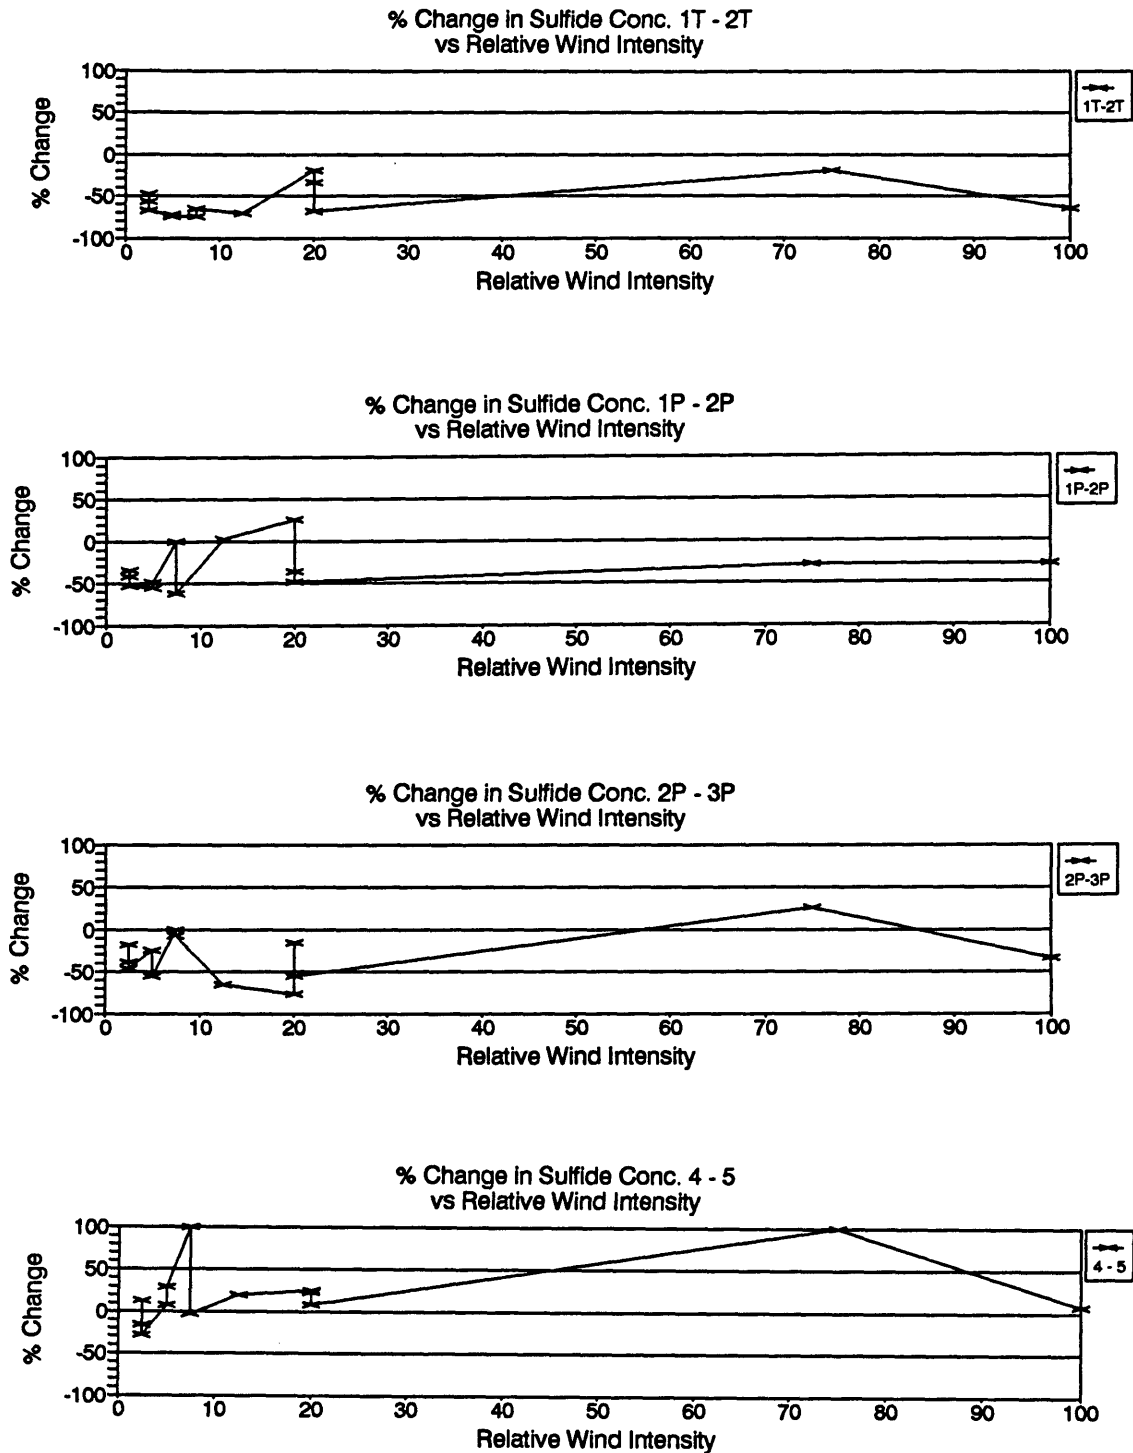 % Change in Sulfide Conc. 1T - 2T
vs Relative Wind Intensity
100
50
0
-50
-100
% Change
1T-2T
0 10 20 30 40 50 60 70 80 90 100
Relative Wind Intensity
% Change in Sulfide Conc. 1P - 2P
vs Relative Wind Intensity
100
50
0
-50
-100
% Change
1P-2P
0 10 20 30 40 50 60 70 80 90 100
Relative Wind Intensity
% Change in Sulfide Conc. 2P - 3P
vs Relative Wind Intensity
100
50
0
-50
-100
% Change
2P-3P
0 10 20 30 40 50 60 70 80 90 100
Relative Wind Intensity
% Change in Sulfide Conc. 4 - 5
vs Relative Wind Intensity
100
50
0
-50
-100
% Change
4 - 5
0 10 20 30 40 50 60 70 80 90 100
Relative Wind Intensity